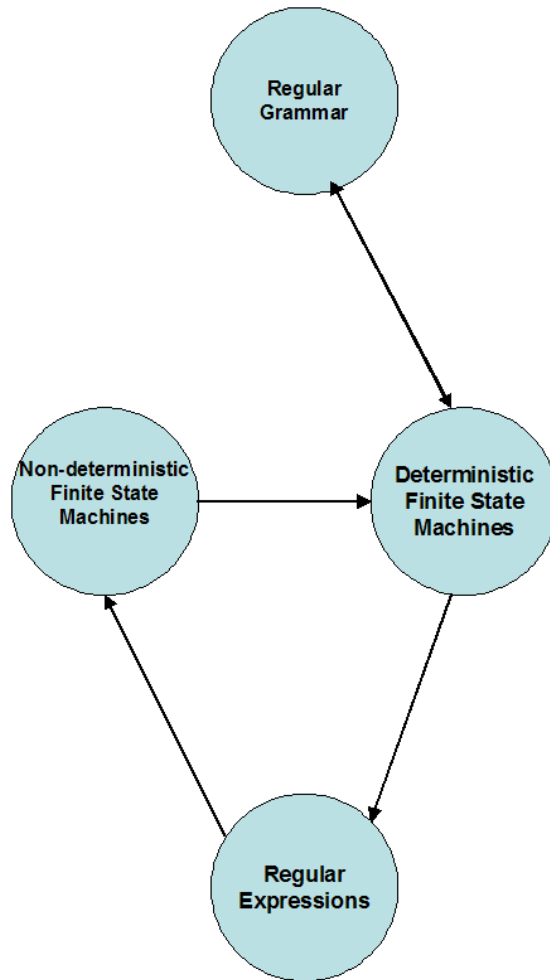 Regular
Grammar
Non-deterministic
Finite State
Machines
Deterministic
Finite State
Machines
Regular
Expressions